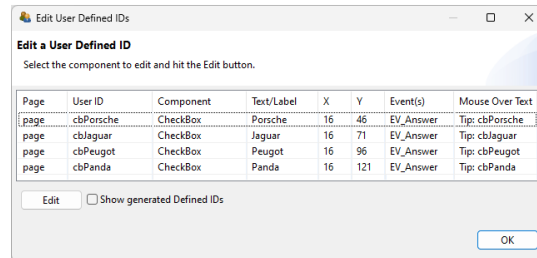 Edit User Defined IDs
Edit a User Defined ID
Select the component to edit and hit the Edit button.
Page User ID Component Text/Label X Y Event(s) Mouse Over Text
page cbPorsche CheckBox Porsche 16 46 EV_Answer Tip: cbPorsche
page cbJaguar CheckBox Jaguar 16 71 EV_Answer Tip: cbJaguar
page cbPeugot CheckBox Peugot 16 96 EV_Answer Tip: cbPeugot
page cbPanda CheckBox Panda 16 121 EV_Answer Tip: cbPanda
Edit Show generated Defined IDs
OK